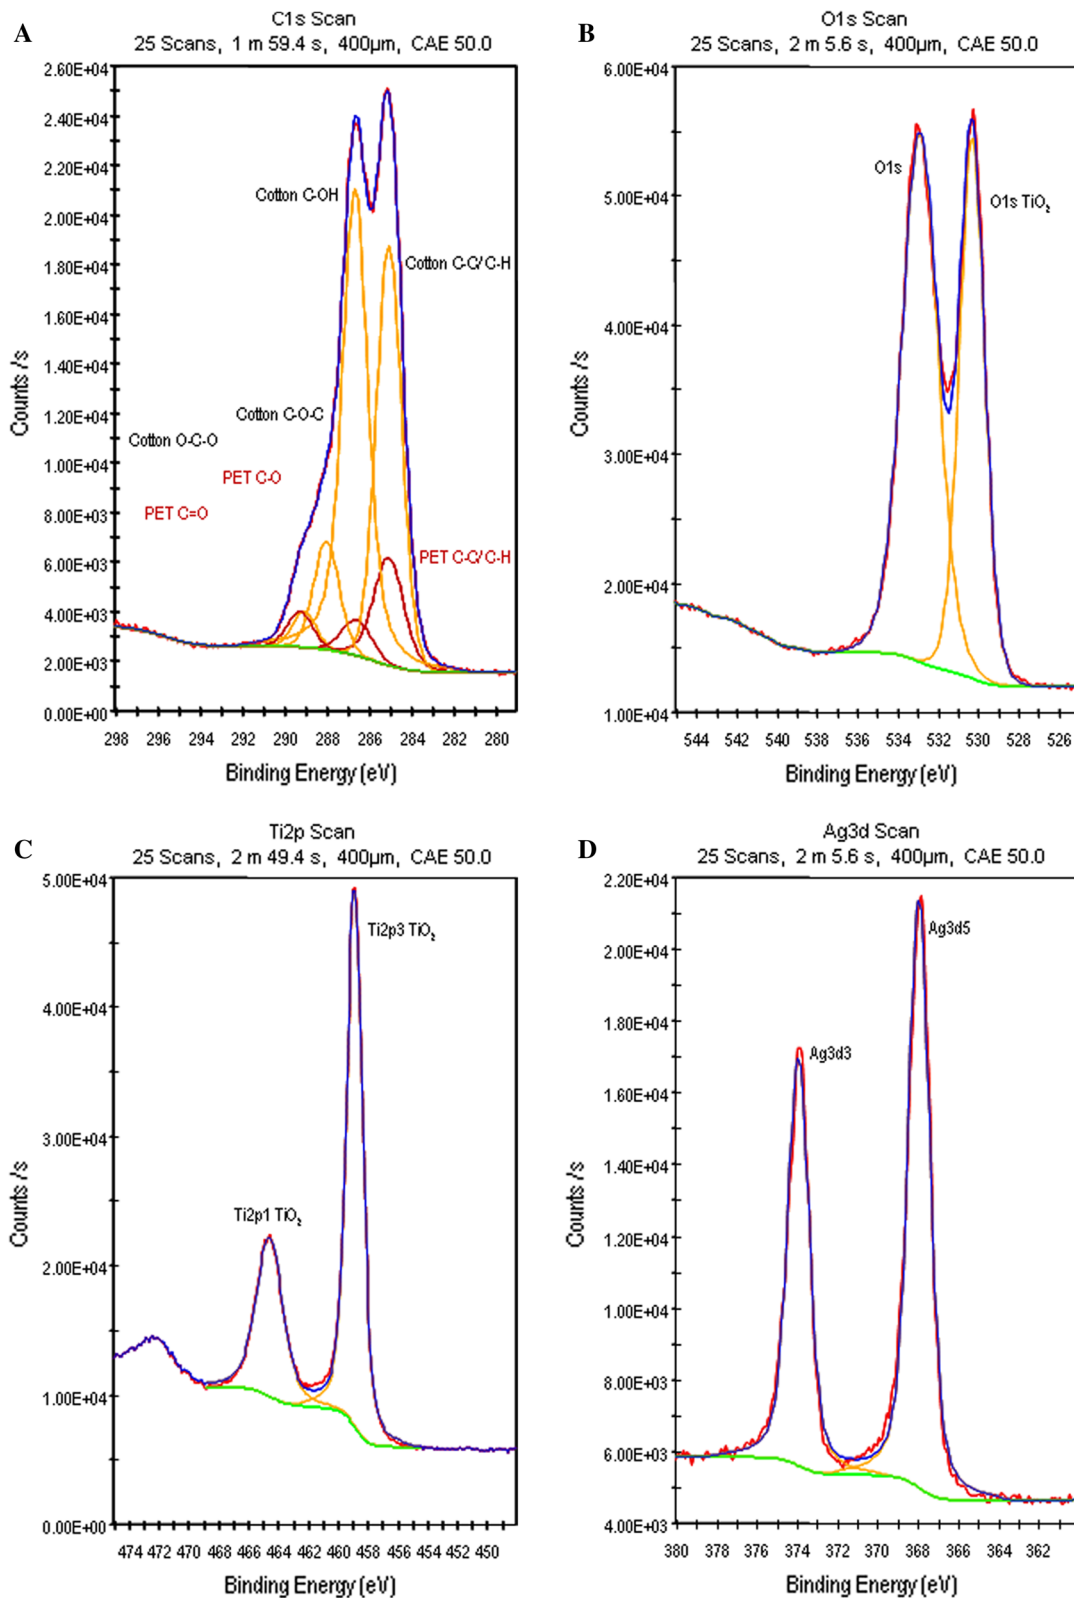 A
C1s Scan
25 Scans, 1 m 59.4 s, 400µm, CAE 50.0
2.60E+04
2.40E+04
2.20E+04
2.00E+04
1.80E+04
1.60E+04
1.40E+04
1.20E+04
1.00E+04
8.00E+03
6.00E+03
4.00E+03
2.00E+03
0.00E+00
Counts /s
Cotton C-OH
Cotton C-C/ C-H
Cotton C-O-C
Cotton O-C-O
PET C-O
PET C=O
PET C-C/ C-H
298 296 294 292 290 288 286 284 282 280
Binding Energy (eV)
B
O1s Scan
25 Scans, 2 m 5.6 s, 400µm, CAE 50.0
6.00E+04
5.00E+04
4.00E+04
3.00E+04
2.00E+04
1.00E+04
Counts /s
O1s
O1s TiO₂
544 542 540 538 536 534 532 530 528 526
Binding Energy (eV)
C
Ti2p Scan
25 Scans, 2 m 49.4 s, 400µm, CAE 50.0
5.00E+04
4.00E+04
3.00E+04
2.00E+04
1.00E+04
0.00E+00
Counts /s
Ti2p3 TiO₂
Ti2p1 TiO₂
474 472 470 468 466 464 462 460 458 456 454 452 450
Binding Energy (eV)
D
Ag3d Scan
25 Scans, 2 m 5.6 s, 400µm, CAE 50.0
2.20E+04
2.00E+04
1.80E+04
1.60E+04
1.40E+04
1.20E+04
1.00E+04
8.00E+03
6.00E+03
4.00E+03
Counts /s
Ag3d5
Ag3d3
380 378 376 374 372 370 368 366 364 362
Binding Energy (eV)